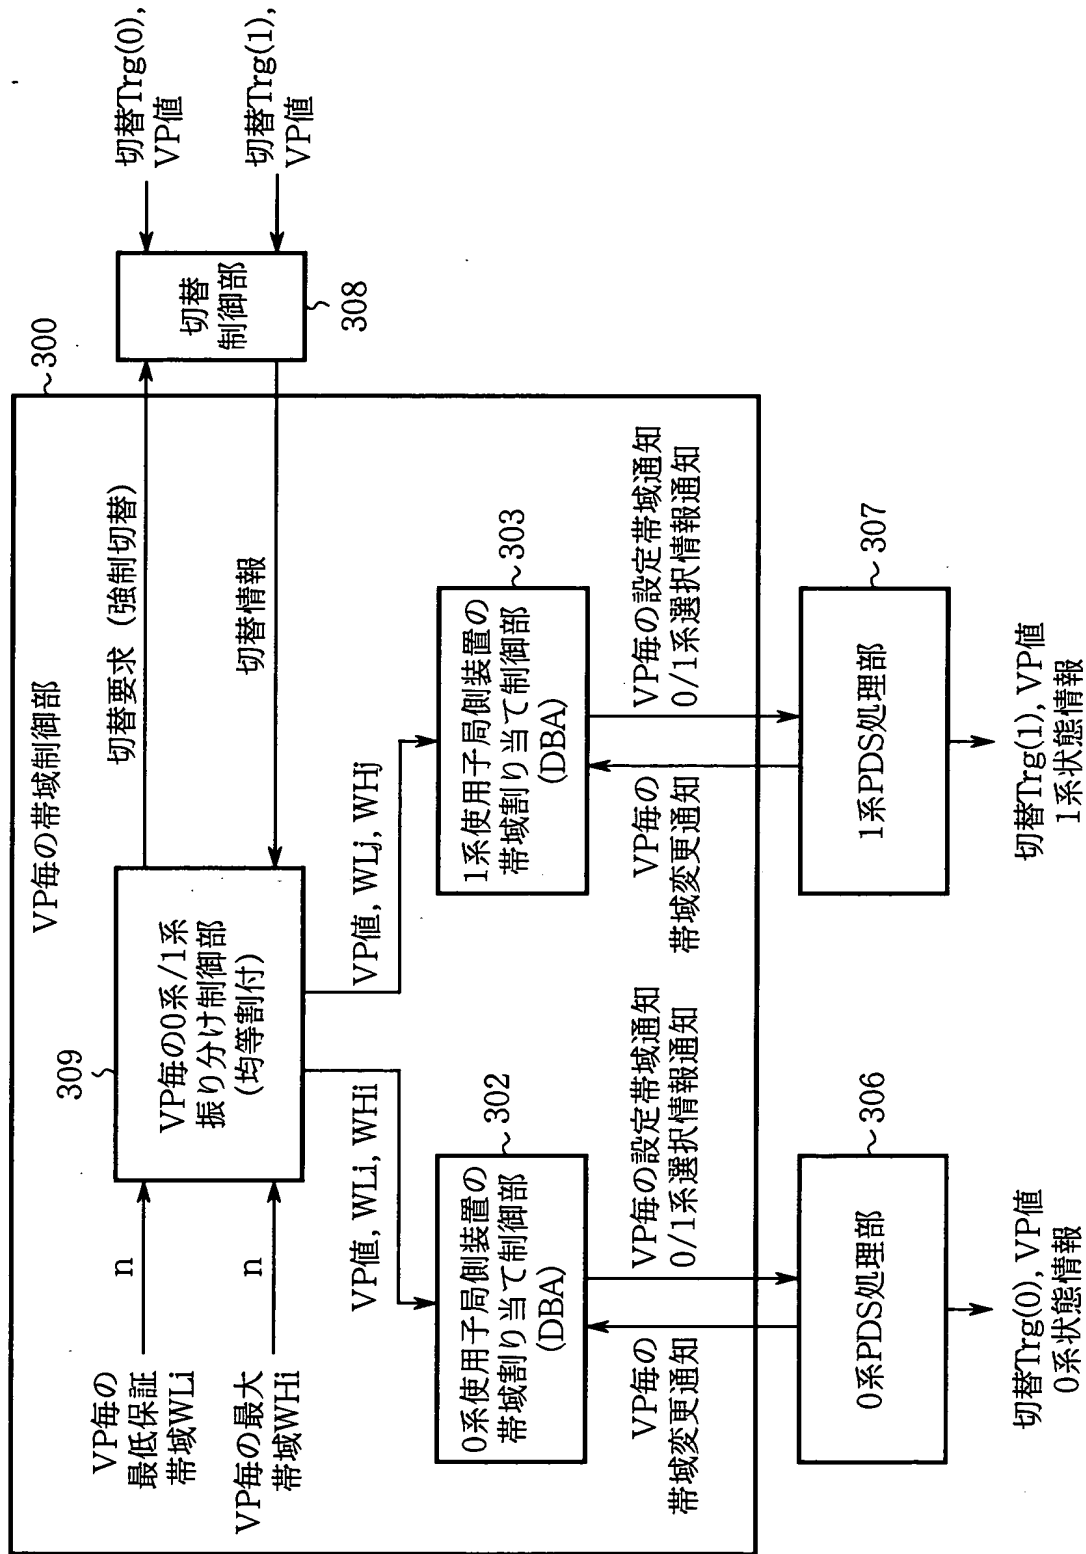 VP毎の帯域制御部
300
切替要求 (強制切替)
切替情報
切替
制御部
308
切替Trg(0),
VP値
切替Trg(1),
VP値
309
VP毎の0系/1系
振り分け制御部
(均等割付)
n
n
VP毎の
最低保証
帯域WLi
VP毎の最大
帯域WHi
VP値, WLi, WHi
VP値, WLj, WHj
302
0系使用子局側装置の
帯域割り当て制御部
(DBA)
303
1系使用子局側装置の
帯域割り当て制御部
(DBA)
VP毎の
帯域変更通知
VP毎の設定帯域通知
0/1系選択情報通知
VP毎の
帯域変更通知
VP毎の設定帯域通知
0/1系選択情報通知
306
0系PDS処理部
307
1系PDS処理部
切替Trg(0), VP値
0系状態情報
切替Trg(1), VP値
1系状態情報